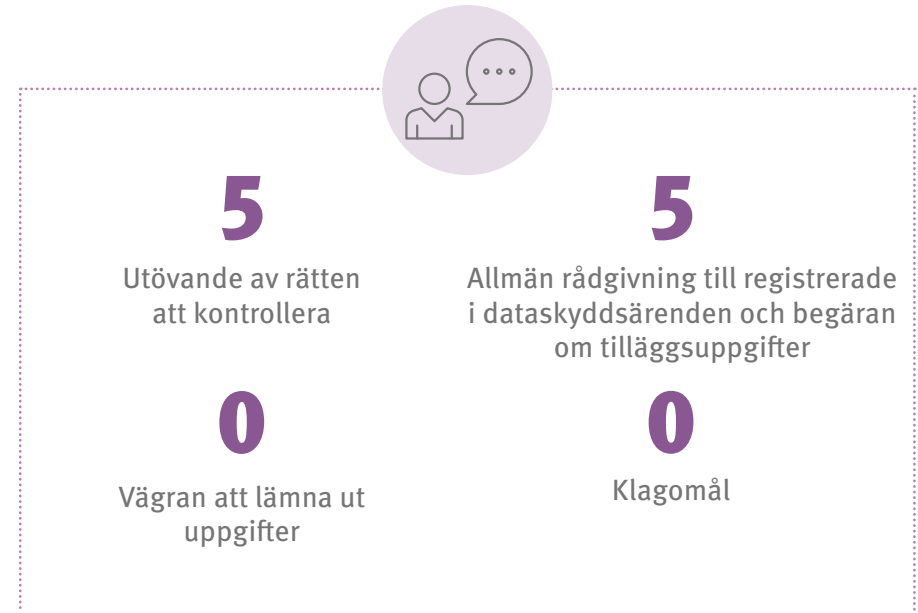 5
Utövande av rätten
att kontrollera
5
Allmän rådgivning till registrerade
i dataskyddsärenden och begäran
om tilläggsuppgifter
0
Vägran att lämna ut
uppgifter
0
Klagomål